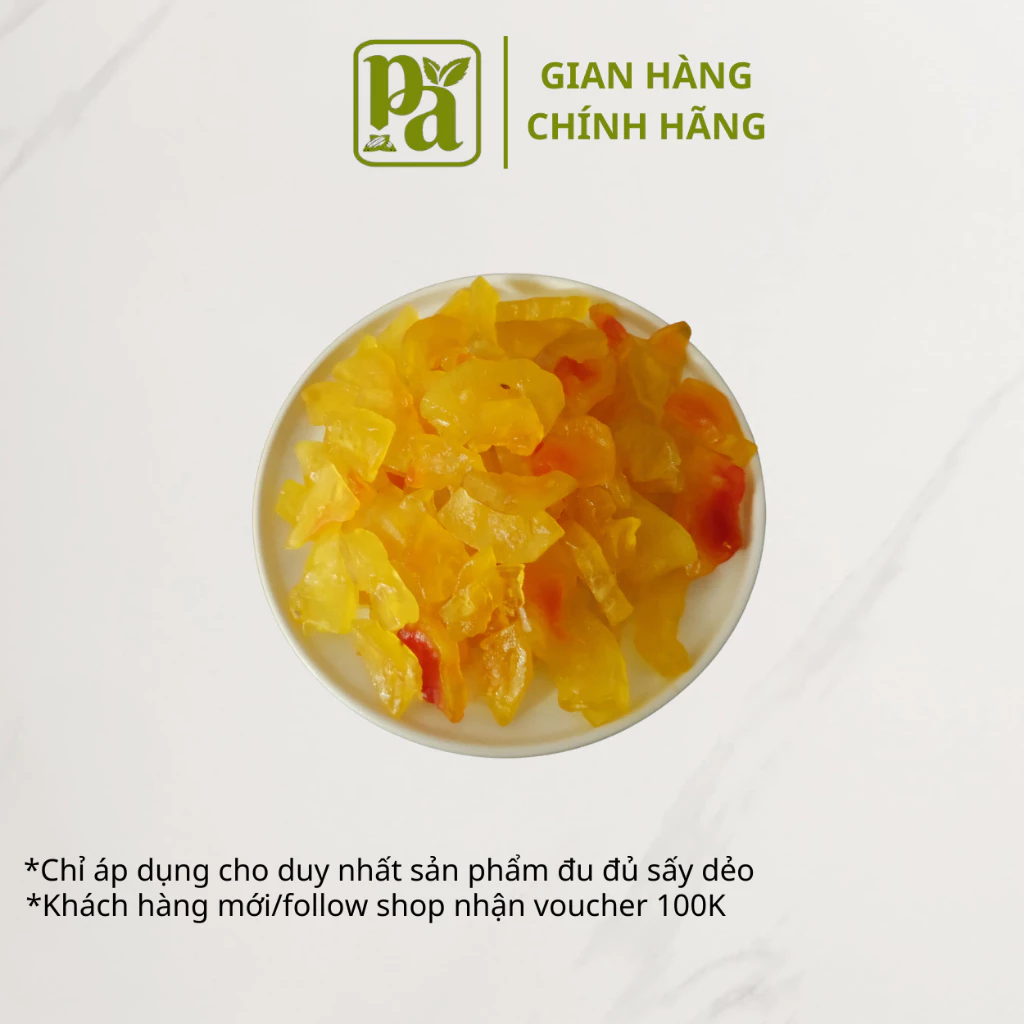 pa
GIAN HÀNG
CHÍNH HÃNG
*Chỉ áp dụng cho duy nhất sản phẩm đu đủ sấy dẻo
*Khách hàng mới/follow shop nhận voucher 100K